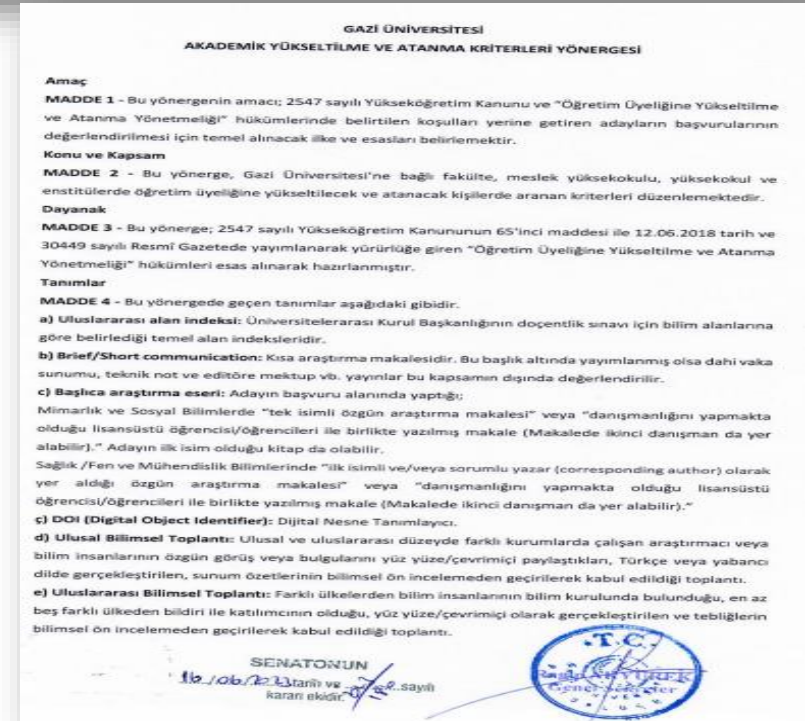 GAZİ ÜNİVERSİTESİ
AKADEMİK YÜKSELTİLME VE ATANMA KRİTERLERİ YÖNERGESİ
Amaç
MADDE 1 - Bu yönergenin amacı; 2547 sayılı Yükseköğretim Kanunu ve "Öğretim Üyeliğine Yükseltilme
ve Atanma Yönetmeliği" hükümlerinde belirtilen koşulları yerine getiren adayların başvurularının
değerlendirilmesi için temel alınacak ilke ve esasları belirlemektir.
Konu ve Kapsam
MADDE 2 - Bu yönerge, Gazi Üniversitesi'ne bağlı fakülte, meslek yüksekokulu, yüksekokul ve
enstitülerde öğretim üyeliğine yükseltilecek ve atanacak kişilerde aranan kriterleri düzenlemektedir.
Dayanak
MADDE 3 - Bu yönerge; 2547 sayılı Yükseköğretim Kanununun 65'inci maddesi ile 12.06.2018 tarih ve
30449 sayılı Resmî Gazetede yayımlanarak yürürlüğe giren "Öğretim Üyeliğine Yükseltilme ve Atanma
Yönetmeliği" hükümleri esas alınarak hazırlanmıştır.
Tanımlar
MADDE 4 - Bu yönergede geçen tanımlar aşağıdaki gibidir.
a) Uluslararası alan indeksi: Üniversitelerarası Kurul Başkanlığının doçentlik sınavı için bilim alanlarına
göre belirlediği temel alan indeksleridir.
b) Brief/Short communication: Kısa araştırma makalesidir. Bu başlık altında yayımlanmış olsa dahi vaka
sunumu, teknik not ve editöre mektup vb. yayınlar bu kapsamın dışında değerlendirilir.
c) Başlıca araştırma eseri: Adayın başvuru alanında yaptığı;
Mimarlık ve Sosyal Bilimlerde "tek isimli özgün araştırma makalesi" veya "danışmanlığını yapmakta
olduğu lisansüstü öğrencisi/öğrencileri ile birlikte yazılmış makale (Makalede ikinci danışman da yer
alabilir)." Adayın ilk isim olduğu kitap da olabilir.
Sağlık /Fen ve Mühendislik Bilimlerinde "ilk isimli ve/veya sorumlu yazar (corresponding author) olarak
yer aldığı özgün araştırma makalesi" veya "danışmanlığını yapmakta olduğu lisansüstü
öğrencisi/öğrencileri ile birlikte yazılmış makale (Makalede ikinci danışman da yer alabilir)."
ç) DOI (Digital Object Identifier): Dijital Nesne Tanımlayıcı.
d) Ulusal Bilimsel Toplantı: Ulusal ve uluslararası düzeyde farklı kurumlarda çalışan araştırmacı veya
bilim insanlarının özgün görüş veya bulgularını yüz yüze/çevrimiçi paylaştıkları, Türkçe veya yabancı
dilde gerçekleştirilen, sunum özetlerinin bilimsel ön incelemeden geçirilerek kabul edildiği toplantı.
e) Uluslararası Bilimsel Toplantı: Farklı ülkelerden bilim insanlarının bilim kurulunda bulunduğu, en az
beş farklı ülkeden bildiri ile katılımcının olduğu, yüz yüze/çevrimiçi olarak gerçekleştirilen ve tebliğlerin
bilimsel ön incelemeden geçirilerek kabul edildiği toplantı.
SENATONUN
16/06/2023 tarih ve sayılı
kararı ekidir.
T.C.
AKYÜREK
Genel Sekreter